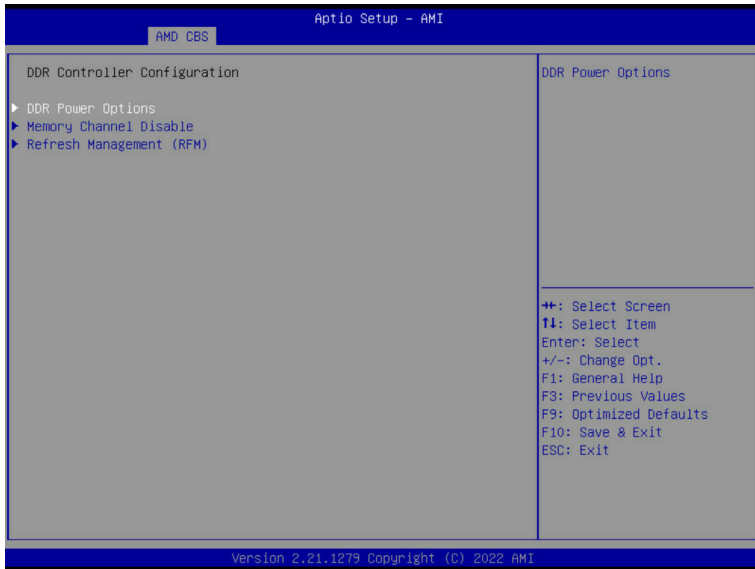 Aptio Setup – AMI
AMD CBS
DDR Controller Configuration
DDR Power Options
Memory Channel Disable
Refresh Management (RFM)
DDR Power Options
→←: Select Screen
↑↓: Select Item
Enter: Select
+/-: Change Opt.
F1: General Help
F3: Previous Values
F9: Optimized Defaults
F10: Save & Exit
ESC: Exit
Version 2.21.1279 Copyright (C) 2022 AMI